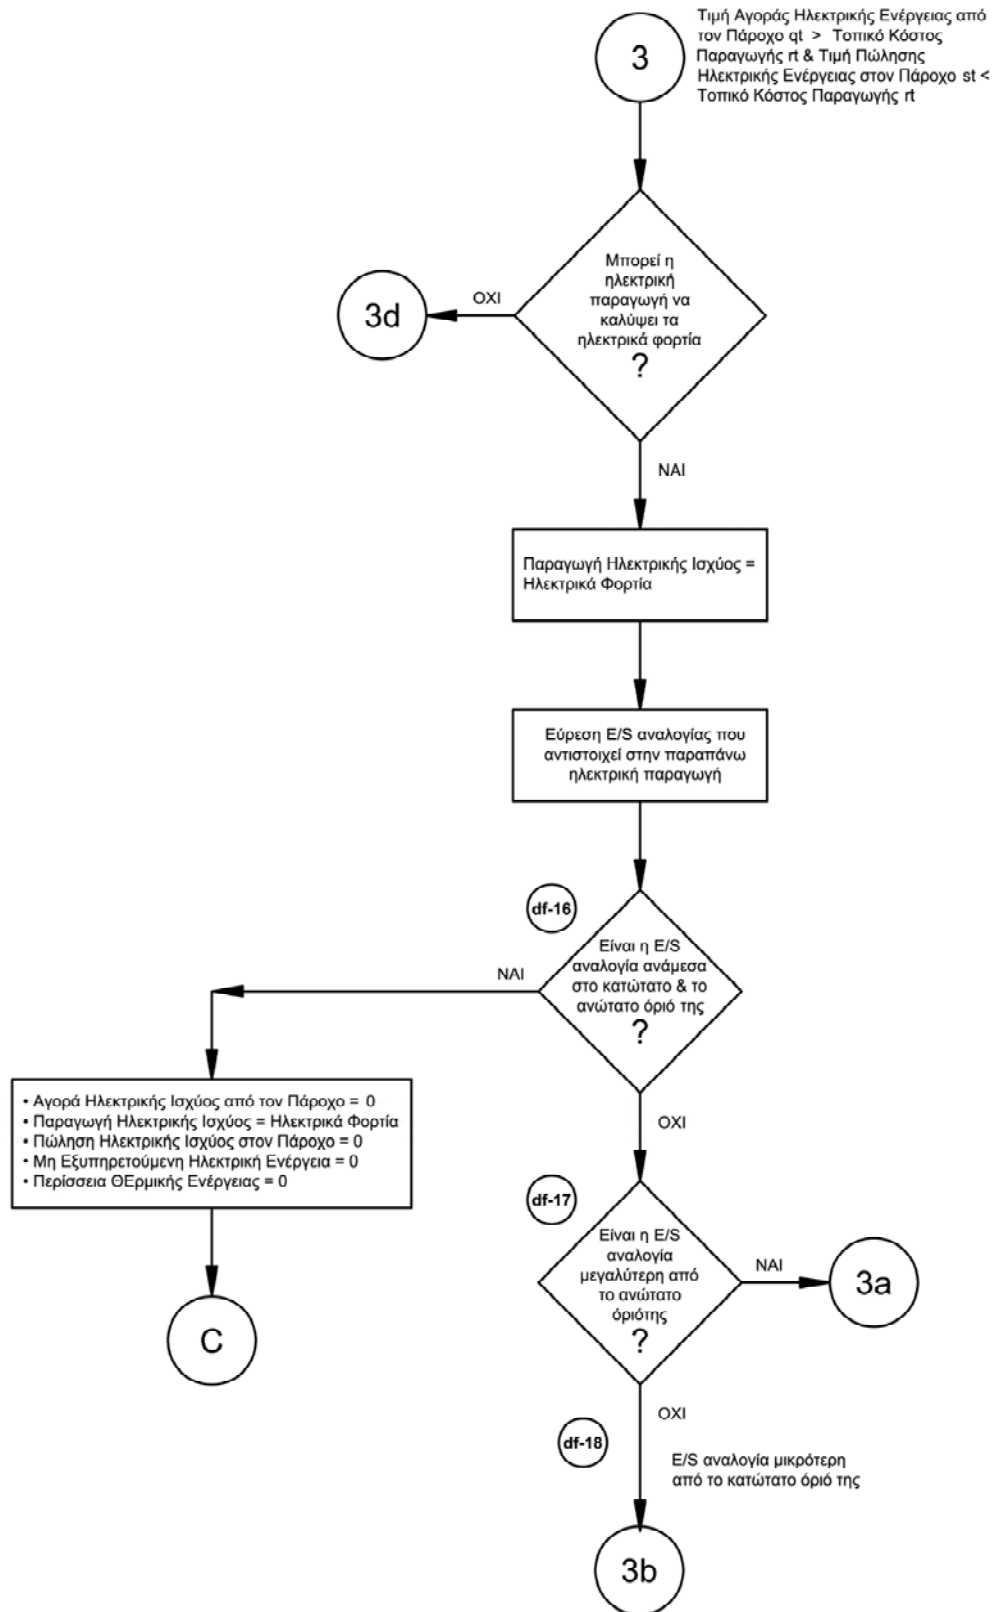 3
Τιμή Αγοράς Ηλεκτρικής Ενέργειας από
τον Πάροχο qt > Τοπικό Κόστος
Παραγωγής rt & Τιμή Πώλησης
Ηλεκτρικής Ενέργειας στον Πάροχο st <
Τοπικό Κόστος Παραγωγής rt
Μπορεί η
ηλεκτρική
παραγωγή να
καλύψει τα
ηλεκτρικά φορτία
?
ΟΧΙ
3d
ΝΑΙ
Παραγωγή Ηλεκτρικής Ισχύος =
Ηλεκτρικά Φορτία
Εύρεση E/S αναλογίας που
αντιστοιχεί στην παραπάνω
ηλεκτρική παραγωγή
df-16
Είναι η E/S
αναλογία ανάμεσα
στο κατώτατο & το
ανώτατο όριό της
?
ΝΑΙ
• Αγορά Ηλεκτρικής Ισχύος από τον Πάροχο = 0
• Παραγωγή Ηλεκτρικής Ισχύος = Ηλεκτρικά Φορτία
• Πώληση Ηλεκτρικής Ισχύος στον Πάροχο = 0
• Μη Εξυπηρετούμενη Ηλεκτρική Ενέργεια = 0
• Περίσσεια ΘΕρμικής Ενέργειας = 0
C
ΟΧΙ
df-17
Είναι η E/S
αναλογία
μεγαλύτερη από
το ανώτατο
όριότης
?
ΝΑΙ
3a
ΟΧΙ
df-18
E/S αναλογία μικρότερη
από το κατώτατο όριό της
3b